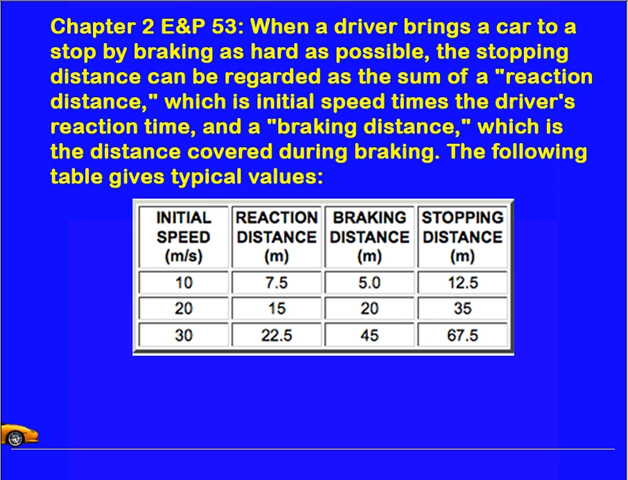 Chapter 2 E&P 53: When a driver brings a car to a
stop by braking as hard as possible, the stopping
distance can be regarded as the sum of a "reaction
distance," which is initial speed times the driver's
reaction time, and a "braking distance," which is
the distance covered during braking. The following
table gives typical values:
INITIAL REACTION BRAKING STOPPING
SPEED DISTANCE DISTANCE DISTANCE
(m/s) (m) (m) (m)
10 7.5 5.0 12.5
20 15 20 35
30 22.5 45 67.5